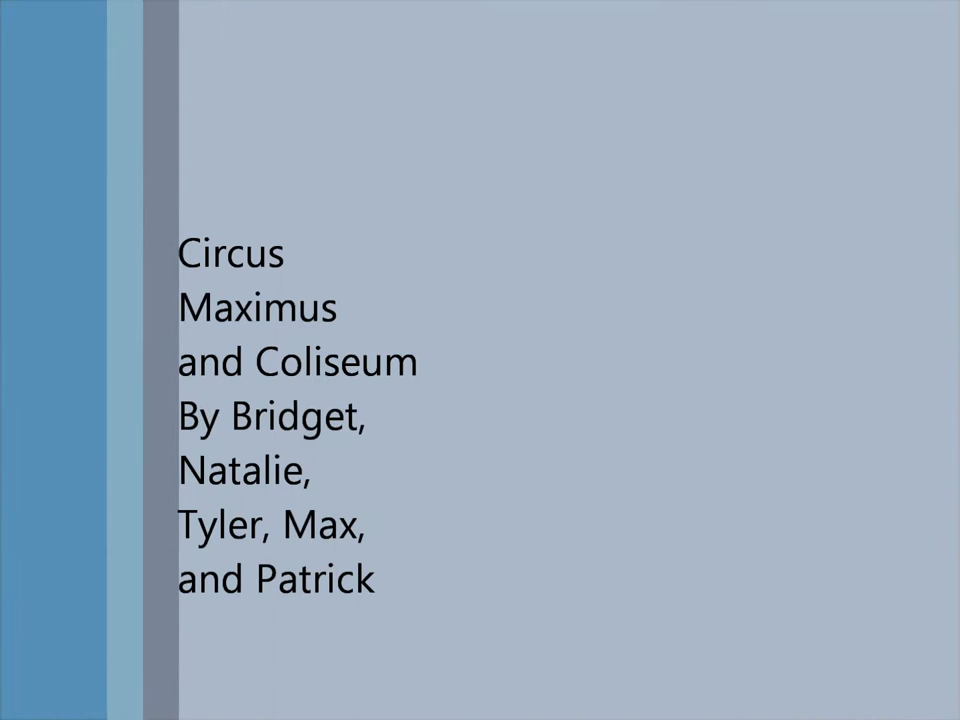 Circus
Maximus
and Coliseum
By Bridget,
Natalie,
Tyler, Max,
and Patrick